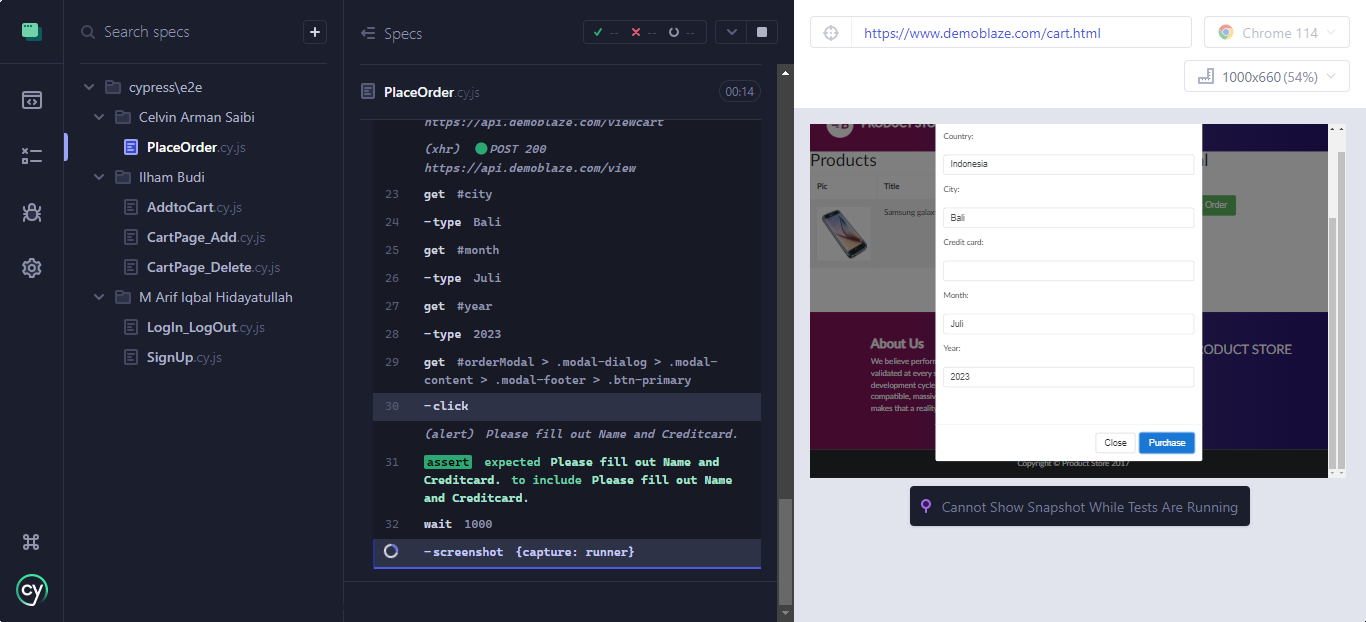 Search specs
+
cypress\e2e
Celvin Arman Saibi
PlaceOrder.cy.js
Ilham Budi
AddtoCart.cy.js
CartPage_Add.cy.js
CartPage_Delete.cy.js
M Arif Iqbal Hidayatullah
LogIn_LogOut.cy.js
SignUp.cy.js
cy
Specs
-- -- --
PlaceOrder.cy.js 00:14
https://api.demoblaze.com/viewcart
(xhr) POST 200
https://api.demoblaze.com/view
23 get #city
24 -type Bali
25 get #month
26 -type Juli
27 get #year
28 -type 2023
29 get #orderModal > .modal-dialog > .modal-
content > .modal-footer > .btn-primary
30 -click
(alert) Please fill out Name and Creditcard.
31 assert expected Please fill out Name and
Creditcard. to include Please fill out Name
and Creditcard.
32 wait 1000
-screenshot {capture: runner}
https://www.demoblaze.com/cart.html
Chrome 114
1000x660 (54%)
PRODUCT STO
Products
Pic Title
Samsung galax
Order
Country:
Indonesia
City:
Bali
Credit card:
Month:
Juli
Year:
2023
Close Purchase
About Us
We believe perform
validated at every s
development cycle
compatible, massiv
makes that a reality
RODUCT STORE
Copyright © Product Store 2017
Cannot Show Snapshot While Tests Are Running